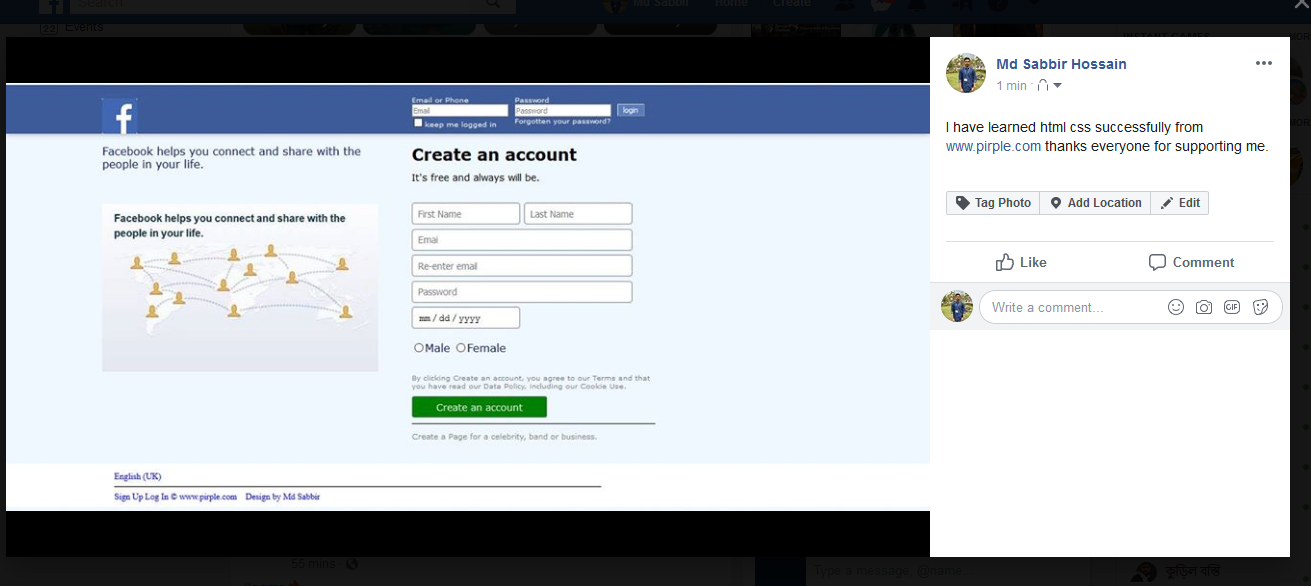 Search
Md Sabbir
Home
Create
22 Events
INSTANT GAMES
MOR
f
Email or Phone
Password
Email
Password
login
keep me logged in
Forgotten your password?
Facebook helps you connect and share with the
people in your life.
Facebook helps you connect and share with the
people in your life.
Create an account
It's free and always will be.
First Name
Last Name
Emai
Re-enter email
Password
mm / dd / yyyy
Male
Female
By clicking Create an account, you agree to our Terms and that
you have read our Data Policy, including our Cookie Use.
Create an account
Create a Page for a celebrity, band or business.
English (UK)
Sign Up Log In © www.pirple.com Design by Md Sabbir
Md Sabbir Hossain
1 min ·
I have learned html css successfully from
www.pirple.com thanks everyone for supporting me.
Tag Photo
Add Location
Edit
Like
Comment
Write a comment...
GIF
55 mins
Type a message, @name...